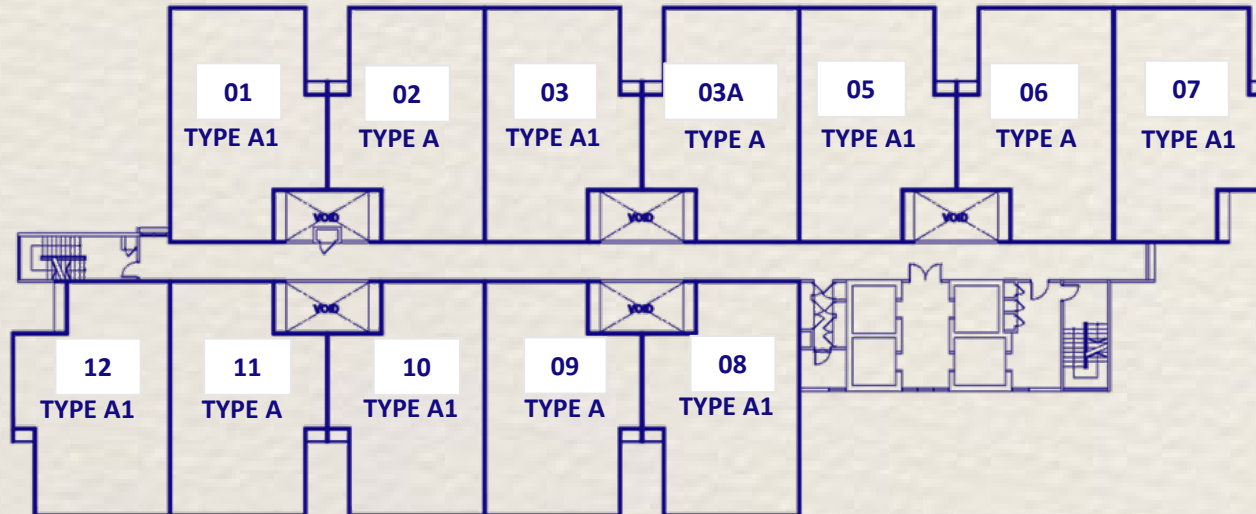 01
TYPE A1
02
TYPE A
03
TYPE A1
03A
TYPE A
05
TYPE A1
06
TYPE A
07
TYPE A1
VOID
VOID
VOID
VOID
VOID
12
TYPE A1
11
TYPE A
10
TYPE A1
09
TYPE A
08
TYPE A1